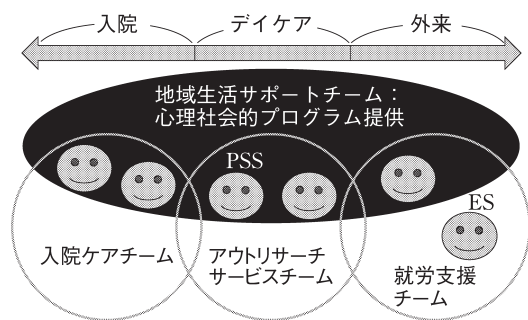 入院
デイケア
外来
地域生活サポートチーム：
心理社会的プログラム提供
PSS
ES
入院ケアチーム
アウトリサーチ
サービスチーム
就労支援
チーム